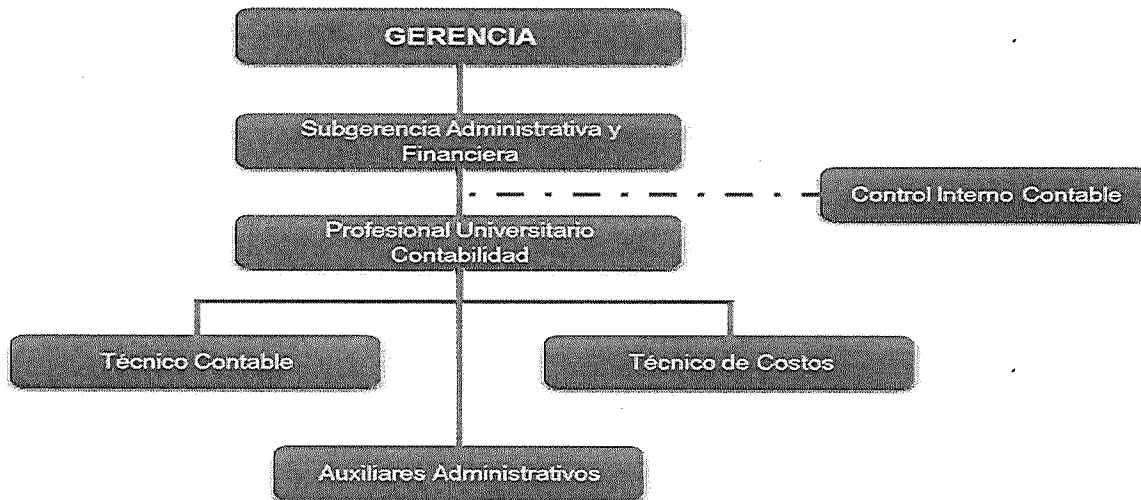 GERENCIA
Subgerencia Administrativa y
Financiera
Control Interno Contable
Profesional Universitario
Contabilidad
Técnico Contable
Técnico de Costos
Auxiliares Administrativos